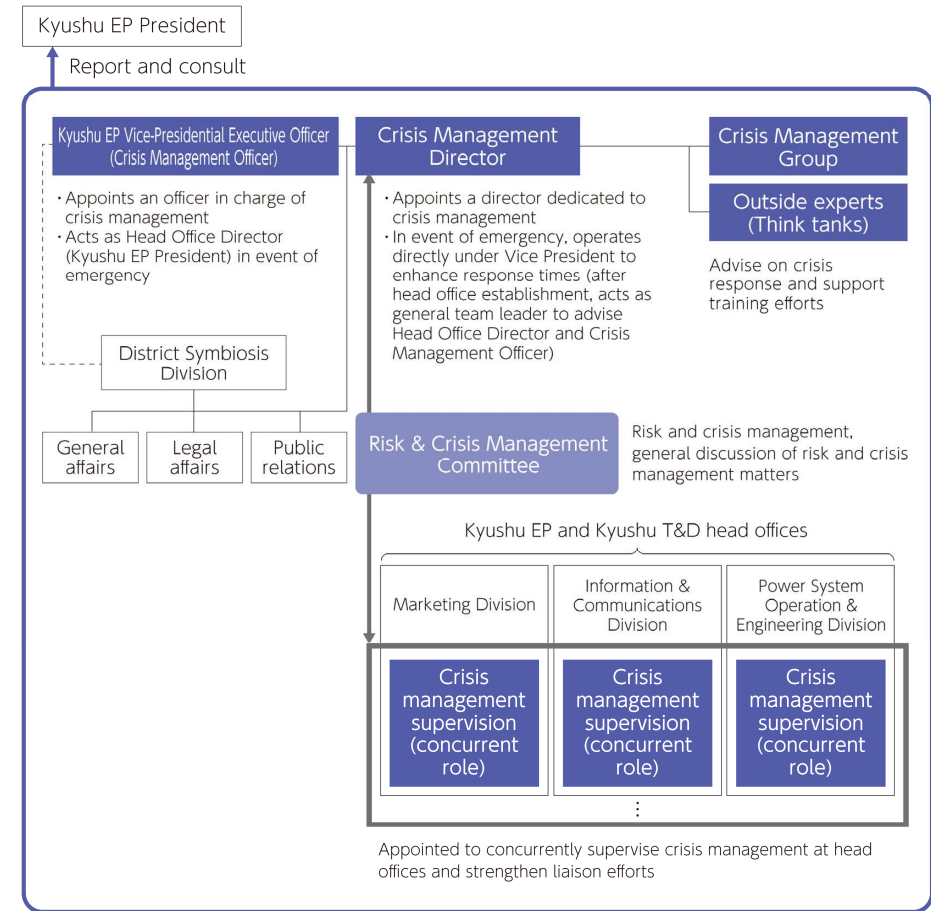 Kyushu EP President
Report and consult
Kyushu EP Vice-Presidential Executive Officer
(Crisis Management Officer)
・Appoints an officer in charge of
crisis management
・Acts as Head Office Director
(Kyushu EP President) in event of
emergency
Crisis Management
Director
・Appoints a director dedicated to
crisis management
・In event of emergency, operates
directly under Vice President to
enhance response times (after
head office establishment, acts as
general team leader to advise
Head Office Director and Crisis
Management Officer)
Crisis Management
Group
Outside experts
(Think tanks)
Advise on crisis
response and support
training efforts
District Symbiosis
Division
General
affairs
Legal
affairs
Public
relations
Risk & Crisis Management
Committee
Risk and crisis management,
general discussion of risk and crisis
management matters
Kyushu EP and Kyushu T&D head offices
Marketing Division
Information &
Communications
Division
Power System
Operation &
Engineering Division
Crisis
management
supervision
(concurrent
role)
Crisis
management
supervision
(concurrent
role)
Crisis
management
supervision
(concurrent
role)
⋮
Appointed to concurrently supervise crisis management at head
offices and strengthen liaison efforts